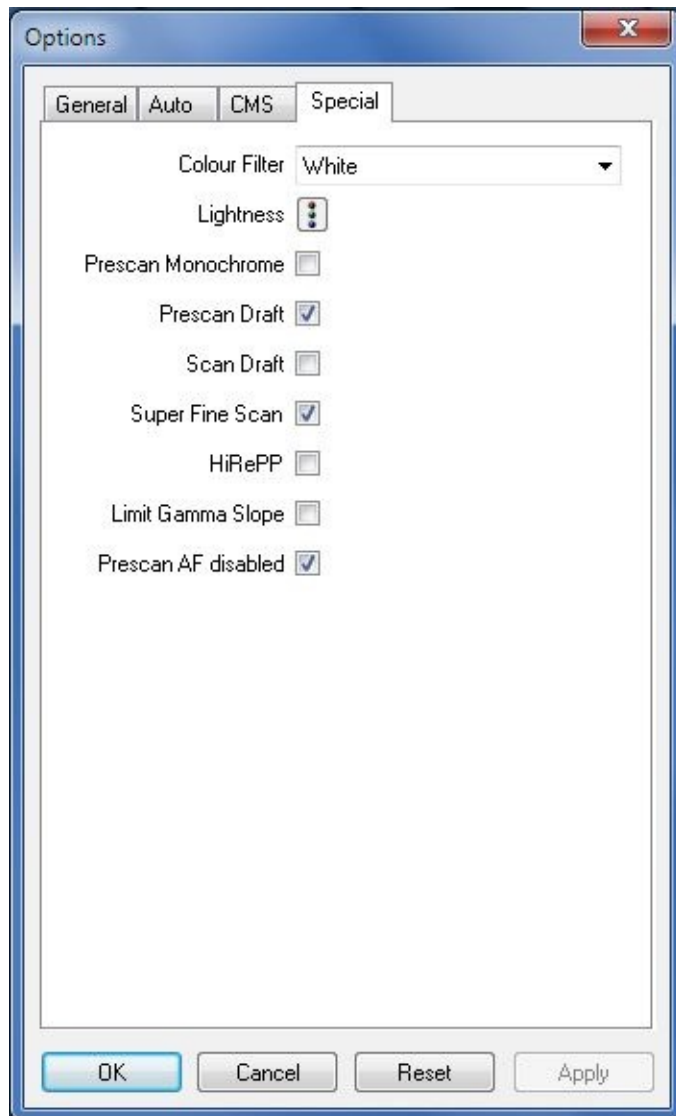 Options
General Auto CMS Special
Colour Filter White
Lightness
Prescan Monochrome
Prescan Draft
Scan Draft
Super Fine Scan
HiRePP
Limit Gamma Slope
Prescan AF disabled
OK Cancel Reset Apply